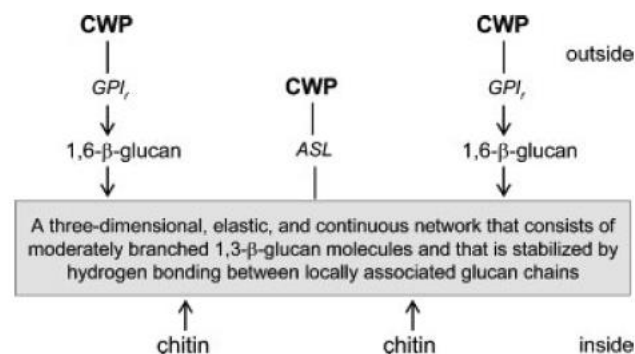 CWP
CWP
outside
GPIr
CWP
GPIr
1,6-β-glucan
ASL
1,6-β-glucan
A three-dimensional, elastic, and continuous network that consists of
moderately branched 1,3-β-glucan molecules and that is stabilized by
hydrogen bonding between locally associated glucan chains
chitin
chitin
inside